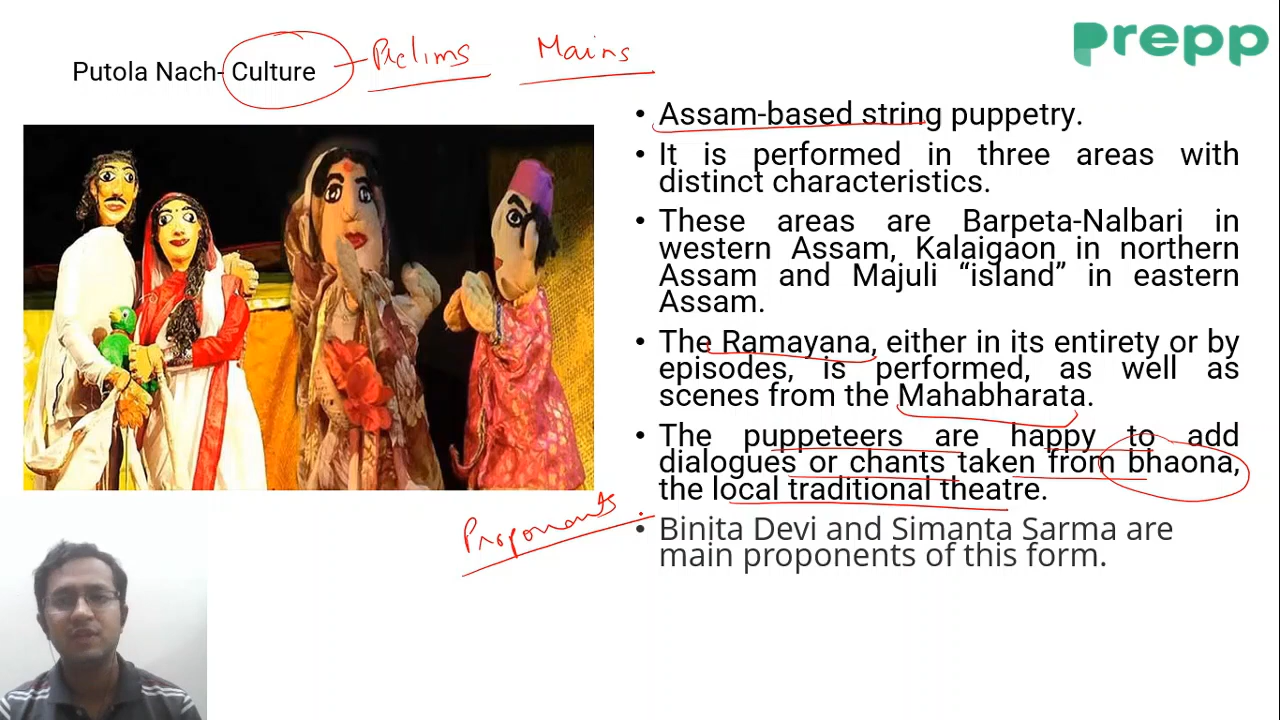 prepp
Putola Nach- Culture
Prelims Mains
• Assam-based string puppetry.
• It is performed in three areas with
distinct characteristics.
• These areas are Barpeta-Nalbari in
western Assam, Kalaigaon in northern
Assam and Majuli “island” in eastern
Assam.
• The Ramayana, either in its entirety or by
episodes, is performed, as well as
scenes from the Mahabharata.
• The puppeteers are happy to add
dialogues or chants taken from bhaona,
the local traditional theatre.
Proponants
• Binita Devi and Simanta Sarma are
main proponents of this form.